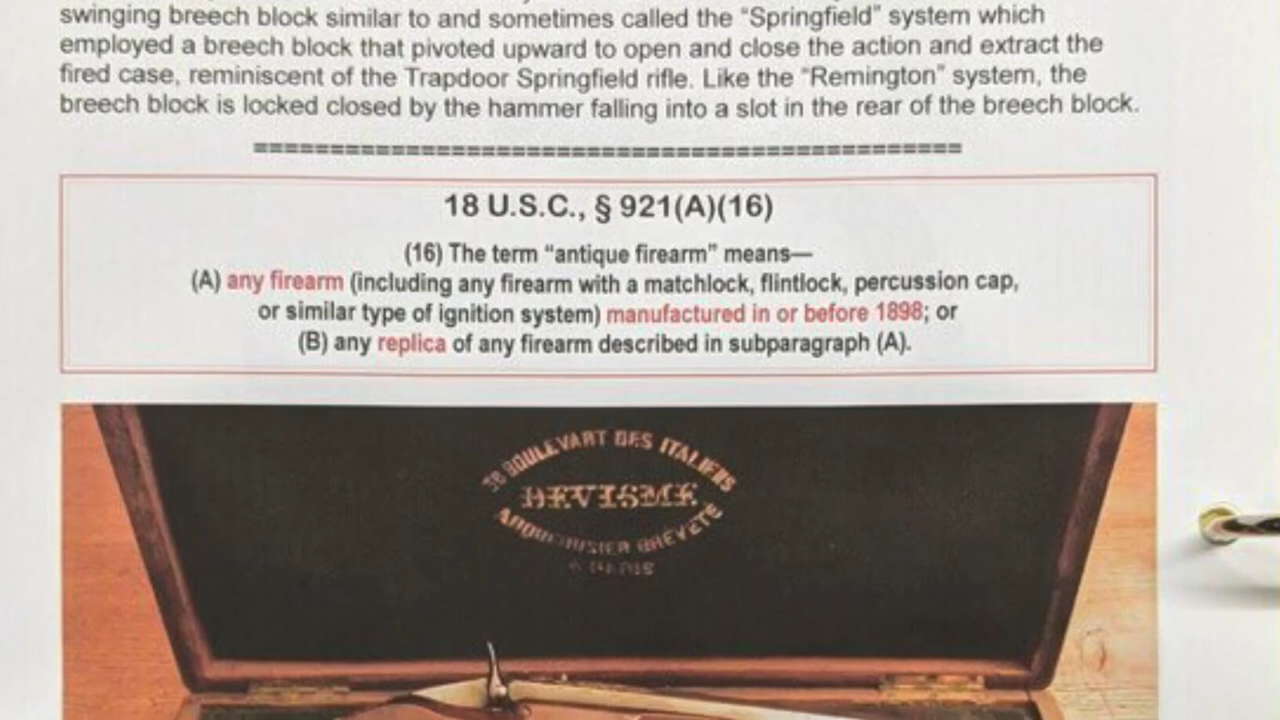 swinging breech block similar to and sometimes called the “Springfield” system which
employed a breech block that pivoted upward to open and close the action and extract the
fired case, reminiscent of the Trapdoor Springfield rifle. Like the “Remington” system, the
breech block is locked closed by the hammer falling into a slot in the rear of the breech block.
==================================================
18 U.S.C., § 921(A)(16)
(16) The term “antique firearm” means—
(A) any firearm (including any firearm with a matchlock, flintlock, percussion cap,
or similar type of ignition system) manufactured in or before 1898; or
(B) any replica of any firearm described in subparagraph (A).
BOULEVART DES ITALIENS
DEVISME
BREVETÉ